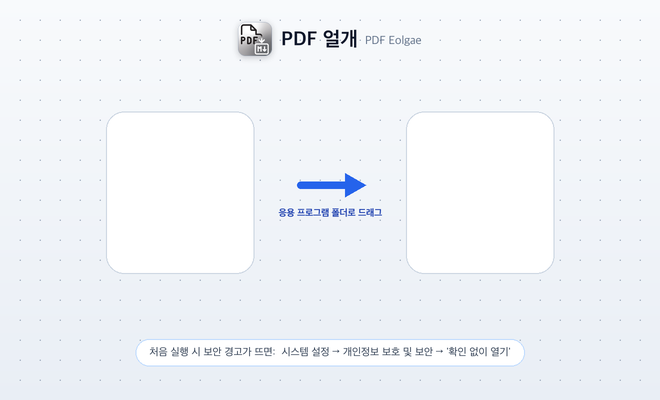 PDF 얼개 PDF Eolgae
PDF
M↓
응용 프로그램 폴더로 드래그
처음 실행 시 보안 경고가 뜨면: 시스템 설정 → 개인정보 보호 및 보안 → '확인 없이 열기'